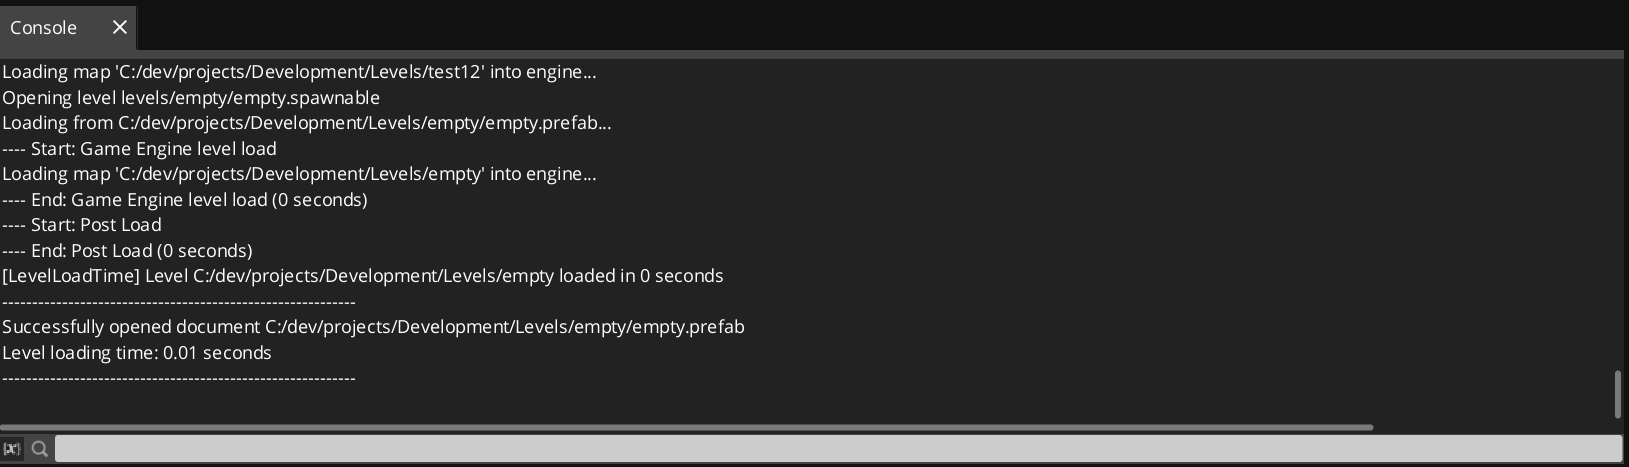 Console
Loading map 'C:/dev/projects/Development/Levels/test12' into engine...
Opening level levels/empty/empty.spawnable
Loading from C:/dev/projects/Development/Levels/empty/empty.prefab...
---- Start: Game Engine level load
Loading map 'C:/dev/projects/Development/Levels/empty' into engine...
---- End: Game Engine level load (0 seconds)
---- Start: Post Load
---- End: Post Load (0 seconds)
[LevelLoadTime] Level C:/dev/projects/Development/Levels/empty loaded in 0 seconds
-----------------------------------------------------------
Successfully opened document C:/dev/projects/Development/Levels/empty/empty.prefab
Level loading time: 0.01 seconds
-----------------------------------------------------------